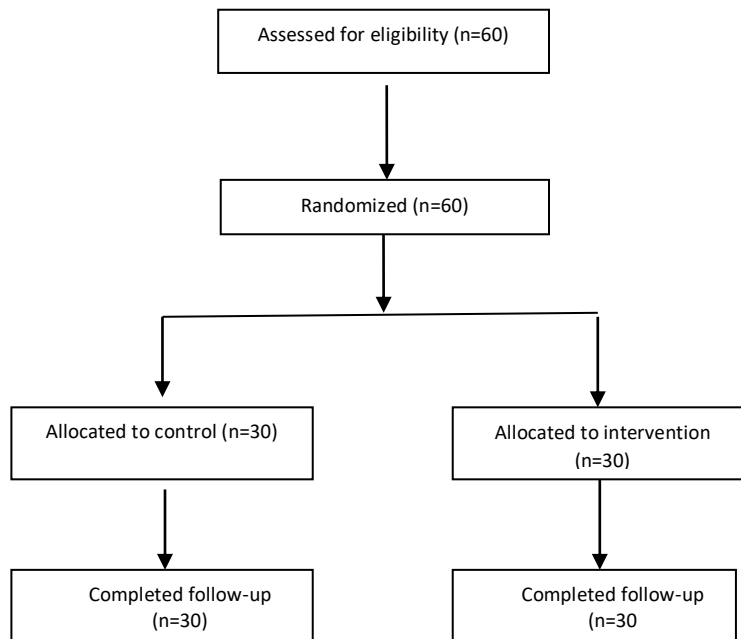 Assessed for eligibility (n=60)
Randomized (n=60)
Allocated to control (n=30)
Allocated to intervention
(n=30)
Completed follow-up
(n=30)
Completed follow-up
(n=30